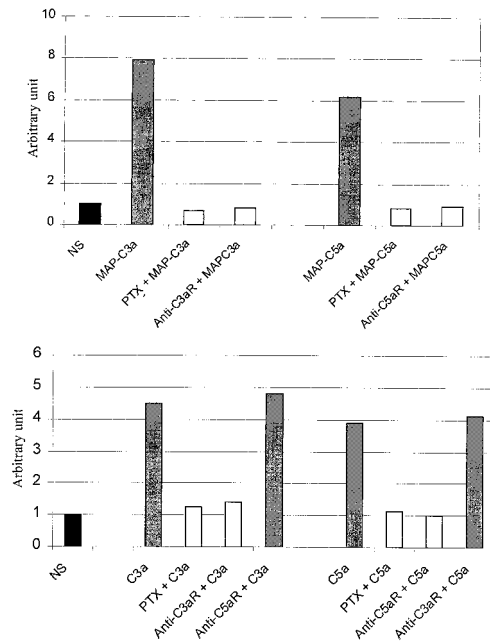 10
8
6
4
2
0
Arbitrary unit
NS
MAP-C3a
PTX + MAP-C3a
Anti-C3aR + MAPC3a
MAP-C5a
PTX + MAP-C5a
Anti-C5aR + MAPC5a
6
5
4
3
2
1
0
Arbitrary unit
NS
C3a
PTX + C3a
Anti-C3aR + C3a
Anti-C5aR + C3a
C5a
PTX + C5a
Anti-C5aR + C5a
Anti-C3aR + C5a